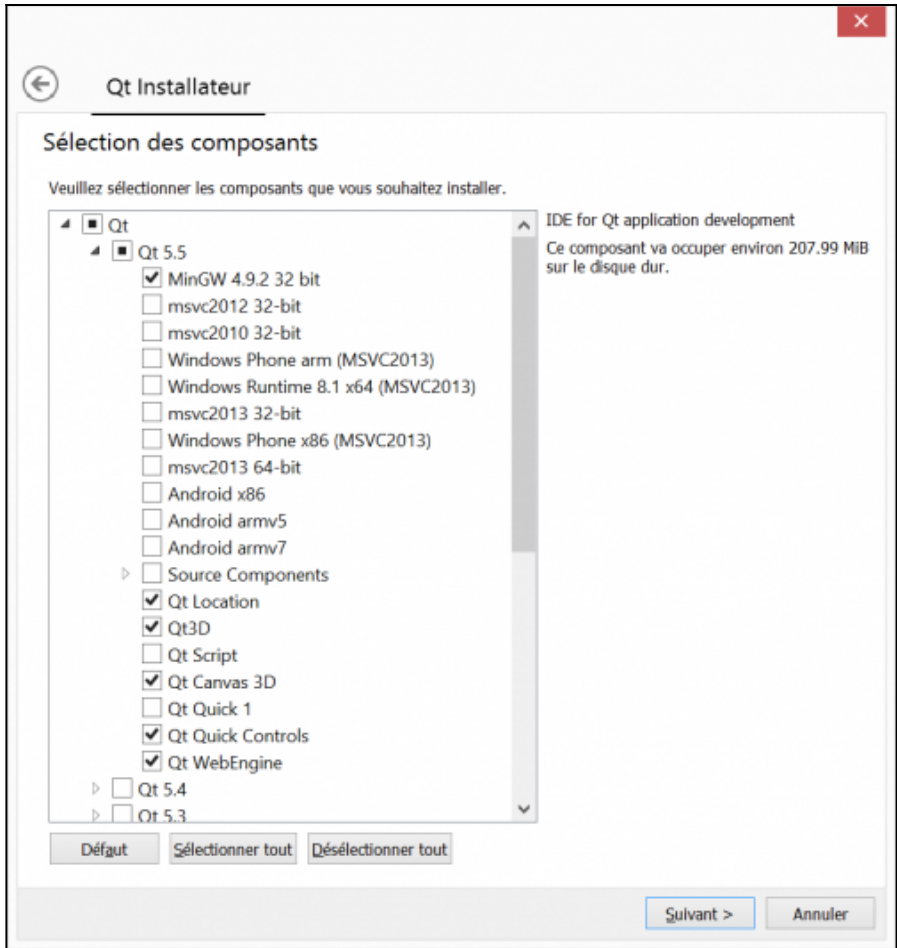 Qt Installateur
Sélection des composants
Veuillez sélectionner les composants que vous souhaitez installer.
Qt
Qt 5.5
MinGW 4.9.2 32 bit
msvc2012 32-bit
msvc2010 32-bit
Windows Phone arm (MSVC2013)
Windows Runtime 8.1 x64 (MSVC2013)
msvc2013 32-bit
Windows Phone x86 (MSVC2013)
msvc2013 64-bit
Android x86
Android armv5
Android armv7
Source Components
Qt Location
Qt3D
Qt Script
Qt Canvas 3D
Qt Quick 1
Qt Quick Controls
Qt WebEngine
Qt 5.4
Qt 5.3
IDE for Qt application development
Ce composant va occuper environ 207.99 MiB
sur le disque dur.
Défaut
Sélectionner tout
Désélectionner tout
Suivant >
Annuler